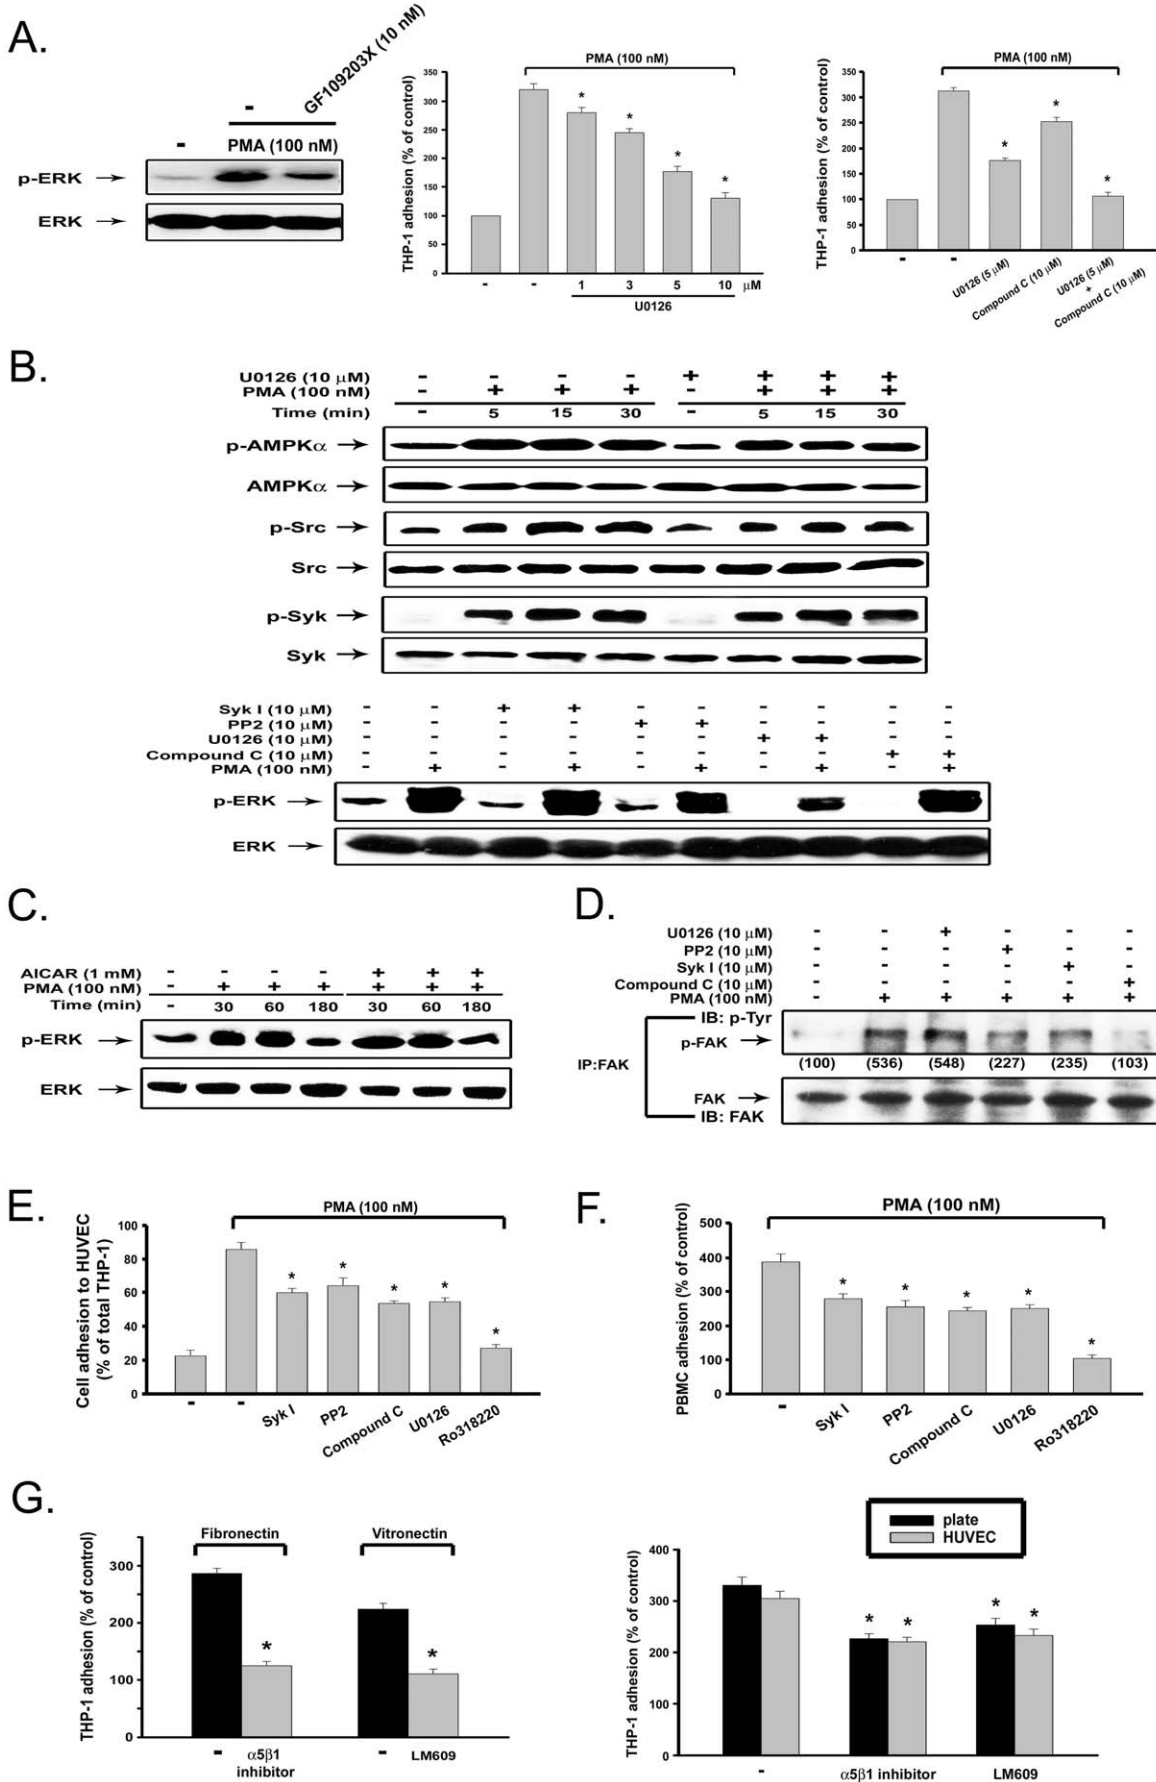 A.
GF109203X (10 nM)
-
- PMA (100 nM)
p-ERK →
ERK →
PMA (100 nM)
THP-1 adhesion (% of control)
350
300
250
200
150
100
50
0
* * * *
- - 1 3 5 10 μM
U0126
PMA (100 nM)
THP-1 adhesion (% of control)
350
300
250
200
150
100
50
0
* * *
- - U0126 (5 μM) Compound C (10 μM) U0126 (5 μM) + Compound C (10 μM)
B.
U0126 (10 μM) - - - - + + + +
PMA (100 nM) - + + + - + + +
Time (min) - 5 15 30 - 5 15 30
p-AMPKα →
AMPKα →
p-Src →
Src →
p-Syk →
Syk →
Syk I (10 μM) - - + + - - - - - -
PP2 (10 μM) - - - - + + - - - -
U0126 (10 μM) - - - - - - + + - -
Compound C (10 μM) - - - - - - - - + +
PMA (100 nM) - + - + - + - + - +
p-ERK →
ERK →
C.
AICAR (1 mM) - - - - + + +
PMA (100 nM) - + + + + + +
Time (min) - 30 60 180 30 60 180
p-ERK →
ERK →
D.
U0126 (10 μM) - - + - - -
PP2 (10 μM) - - - + - -
Syk I (10 μM) - - - - + -
Compound C (10 μM) - - - - - +
PMA (100 nM) - + + + + +
IB: p-Tyr
p-FAK →
IP:FAK
(100) (536) (548) (227) (235) (103)
FAK →
IB: FAK
E.
PMA (100 nM)
Cell adhesion to HUVEC
(% of total THP-1)
100
80
60
40
20
0
* * * * *
- - Syk I PP2 Compound C U0126 Ro318220
F.
PMA (100 nM)
PBMC adhesion (% of control)
500
400
300
200
100
0
* * * * *
- Syk I PP2 Compound C U0126 Ro318220
G.
Fibronectin Vitronectin
THP-1 adhesion (% of control)
300
200
100
0
* *
- α5β1 - LM609
inhibitor
plate
HUVEC
THP-1 adhesion (% of control)
400
300
200
100
0
* * * *
- α5β1 inhibitor LM609